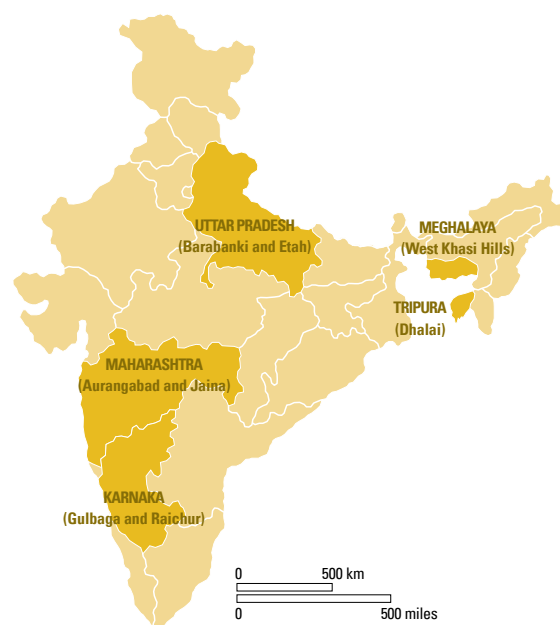 UTTAR PRADESH
(Barabanki and Etah)
MEGHALAYA
(West Khasi Hills)
TRIPURA
(Dhalai)
MAHARASHTRA
(Aurangabad and Jaina)
KARNAKA
(Gulbaga and Raichur)
0 500 km
0 500 miles